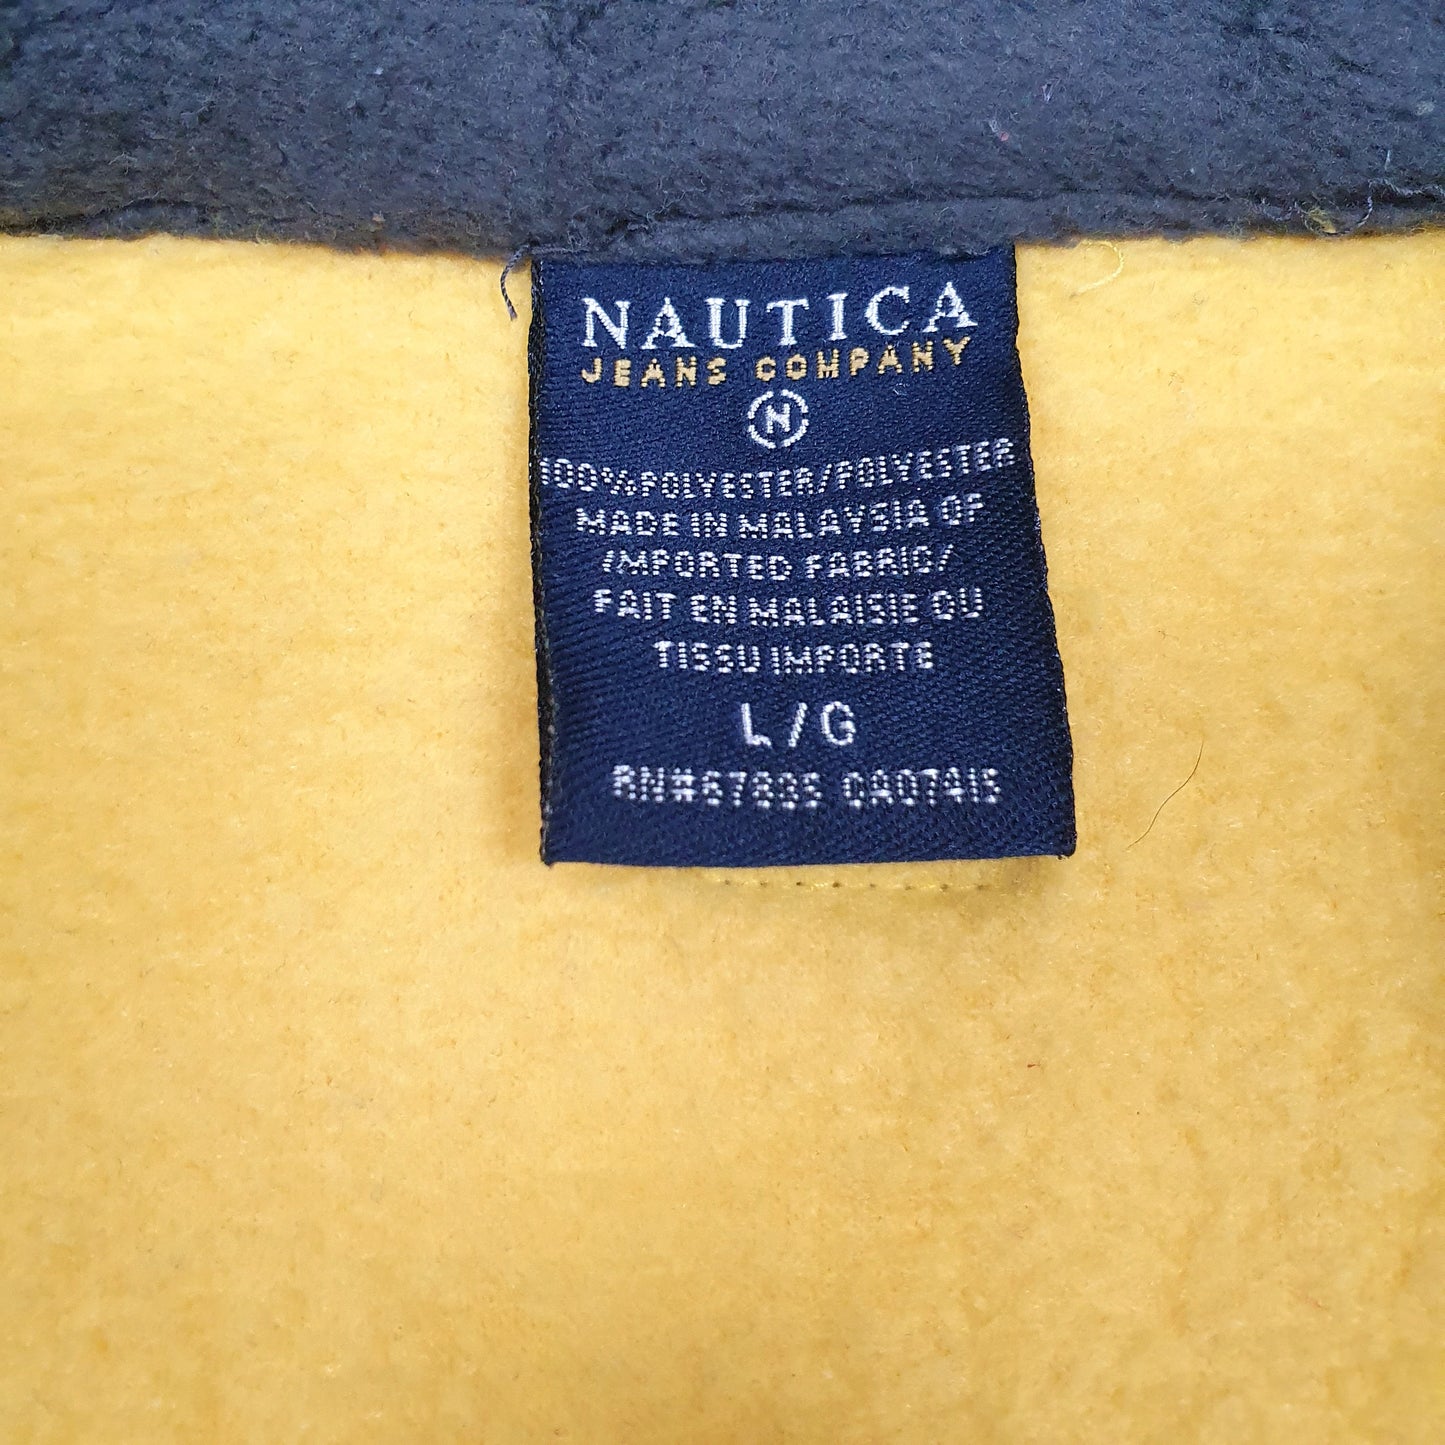 NAUTICA
JEANS COMPANY
N
100% POLYESTER/POLYESTER
MADE IN MALAYSIA OF
IMPORTED FABRIC/
FAIT EN MALAISIE OU
TISSU IMPORTE
L/G
RN#67835 CA07415